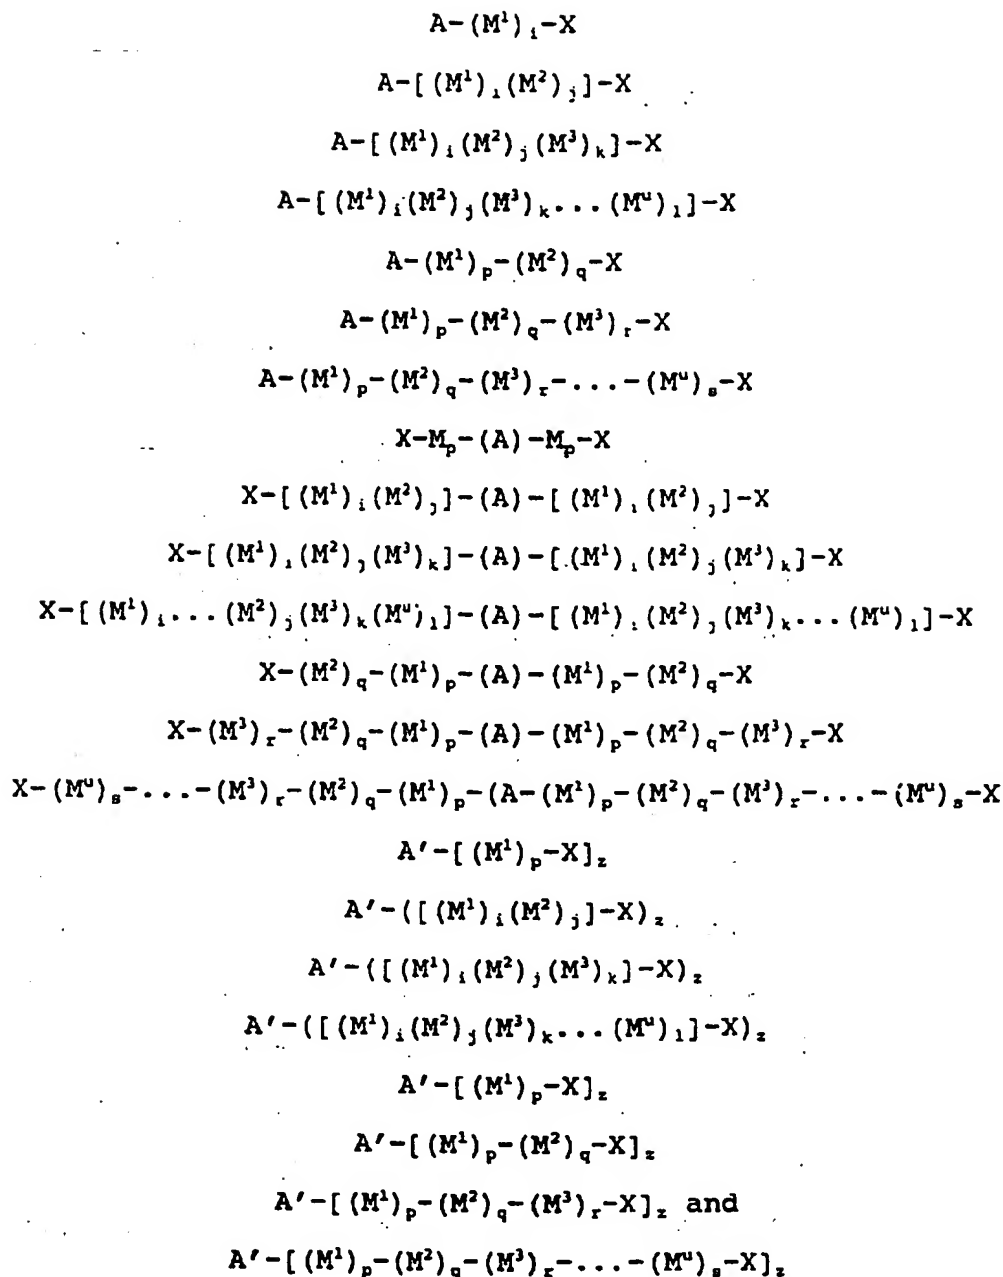 A-(M¹)ᵢ-X
A-[(M¹)ᵢ(M²)ⱼ]-X
A-[(M¹)ᵢ(M²)ⱼ(M³)ₖ]-X
A-[(M¹)ᵢ(M²)ⱼ(M³)ₖ...(Mᵘ)ₗ]-X
A-(M¹)ₚ-(M²)q-X
A-(M¹)ₚ-(M²)q-(M³)ᵣ-X
A-(M¹)ₚ-(M²)q-(M³)ᵣ-...-(Mᵘ)ₛ-X
X-Mₚ-(A)-Mₚ-X
X-[(M¹)ᵢ(M²)ⱼ]-(A)-[(M¹)ᵢ(M²)ⱼ]-X
X-[(M¹)ᵢ(M²)ⱼ(M³)ₖ]-(A)-[(M¹)ᵢ(M²)ⱼ(M³)ₖ]-X
X-[(M¹)ᵢ...(M²)ⱼ(M³)ₖ(Mᵘ)ₗ]-(A)-[(M¹)ᵢ(M²)ⱼ(M³)ₖ...(Mᵘ)ₗ]-X
X-(M²)q-(M¹)ₚ-(A)-(M¹)ₚ-(M²)q-X
X-(M³)ᵣ-(M²)q-(M¹)ₚ-(A)-(M¹)ₚ-(M²)q-(M³)ᵣ-X
X-(Mᵘ)ₛ-...-(M³)ᵣ-(M²)q-(M¹)ₚ-(A-(M¹)ₚ-(M²)q-(M³)ᵣ-...-(Mᵘ)ₛ-X
A′-[(M¹)ₚ-X]z
A′-([(M¹)ᵢ(M²)ⱼ]-X)z
A′-([(M¹)ᵢ(M²)ⱼ(M³)ₖ]-X)z
A′-([(M¹)ᵢ(M²)ⱼ(M³)ₖ...(Mᵘ)ₗ]-X)z
A′-[(M¹)ₚ-X]z
A′-[(M¹)ₚ-(M²)q-X]z
A′-[(M¹)ₚ-(M²)q-(M³)ᵣ-X]z and
A′-[(M¹)ₚ-(M²)q-(M³)ᵣ-...-(Mᵘ)ₛ-X]z